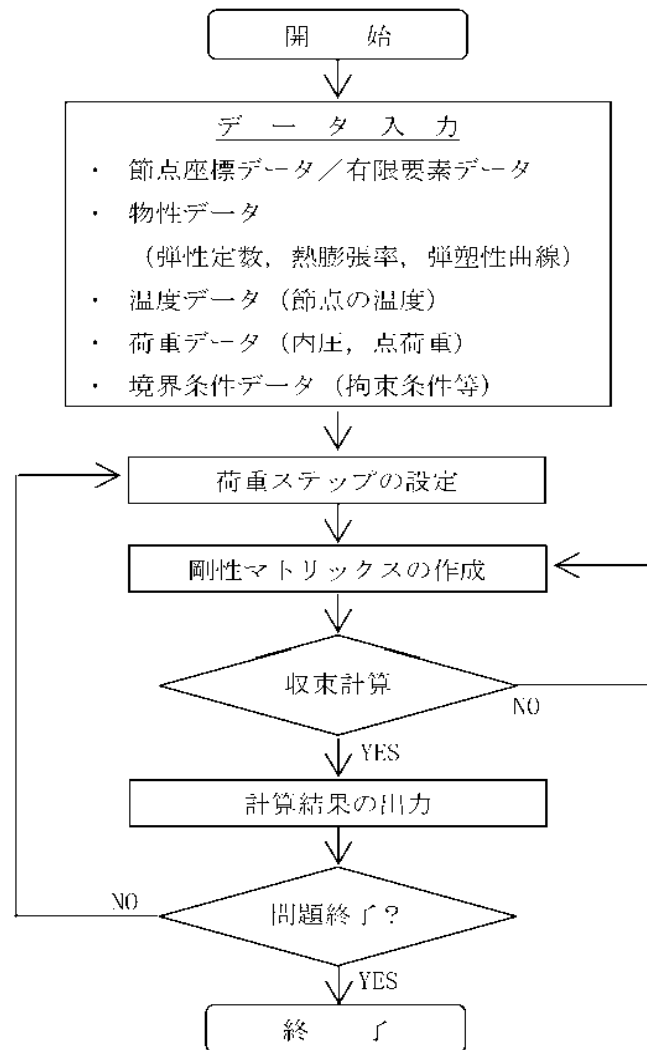 開　始
データ入力
・ 節点座標データ／有限要素データ
・ 物性データ
（弾性定数，熱膨張率，弾塑性曲線）
・ 温度データ（節点の温度）
・ 荷重データ（内圧，点荷重）
・ 境界条件データ（拘束条件等）
荷重ステップの設定
剛性マトリックスの作成
収束計算
NO
YES
計算結果の出力
NO
問題終了？
YES
終　了